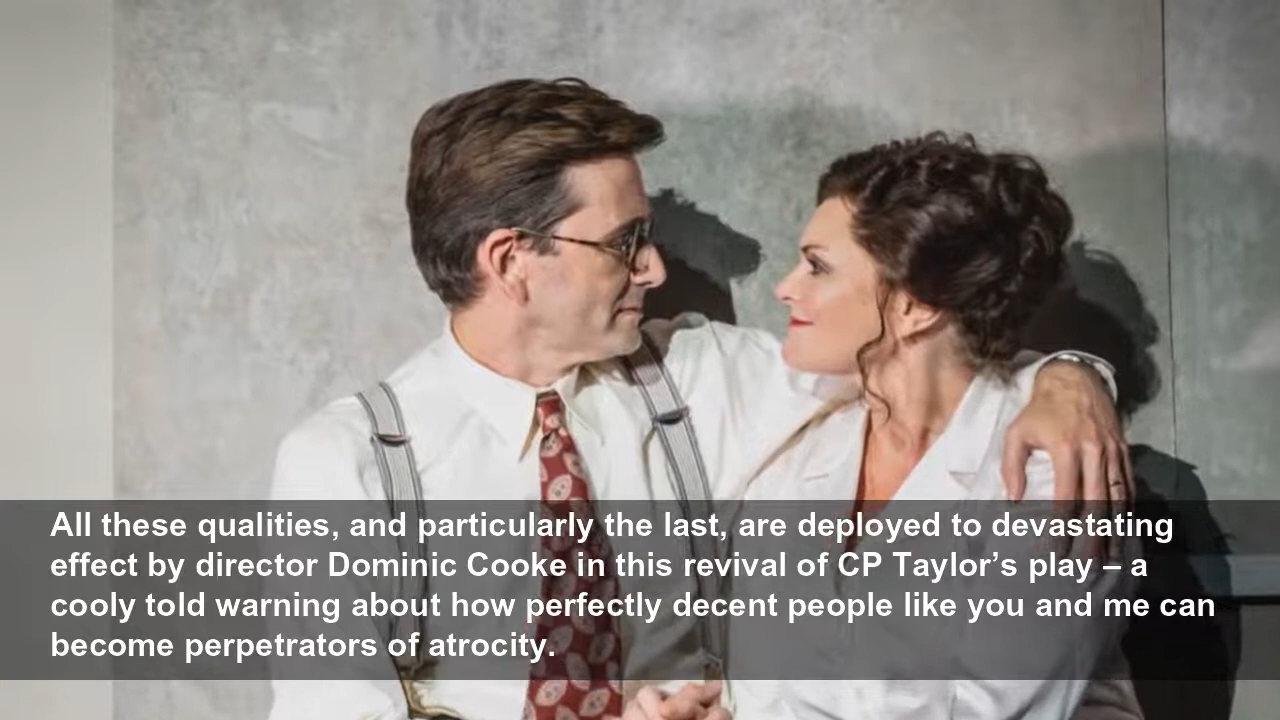 All these qualities, and particularly the last, are deployed to devastating
effect by director Dominic Cooke in this revival of CP Taylor’s play – a
cooly told warning about how perfectly decent people like you and me can
become perpetrators of atrocity.